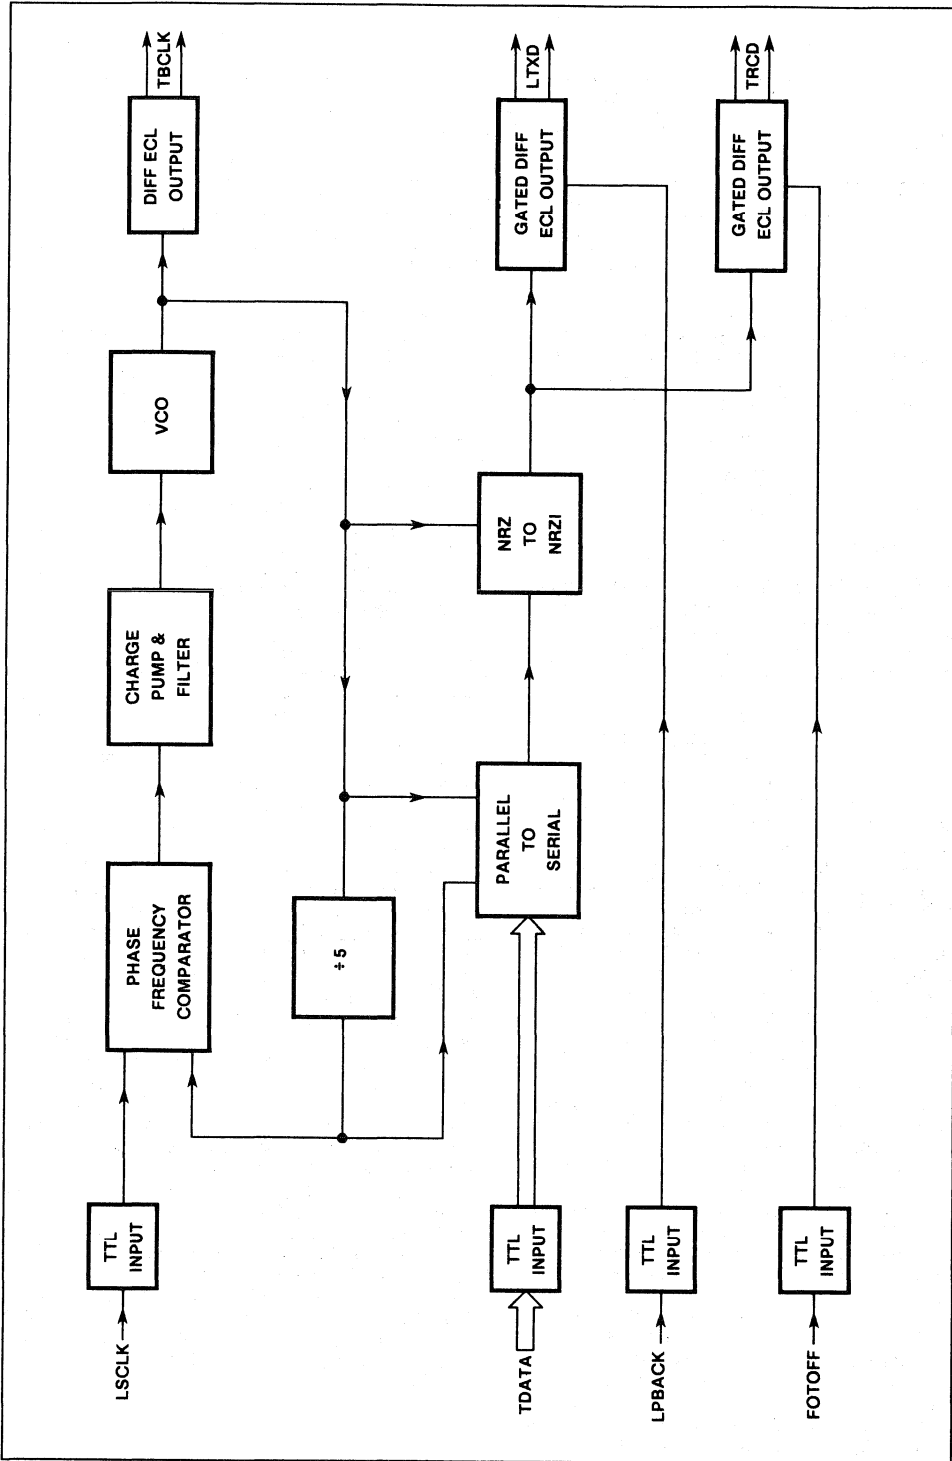 LSCLK
TTL
INPUT
PHASE
FREQUENCY
COMPARATOR
CHARGE
PUMP &
FILTER
VCO
DIFF ECL
OUTPUT
TBCLK
÷ 5
TDATA
TTL
INPUT
PARALLEL
TO
SERIAL
NRZ
TO
NRZI
GATED DIFF
ECL OUTPUT
LTXD
LPBACK
TTL
INPUT
GATED DIFF
ECL OUTPUT
TRCD
FOTOFF
TTL
INPUT